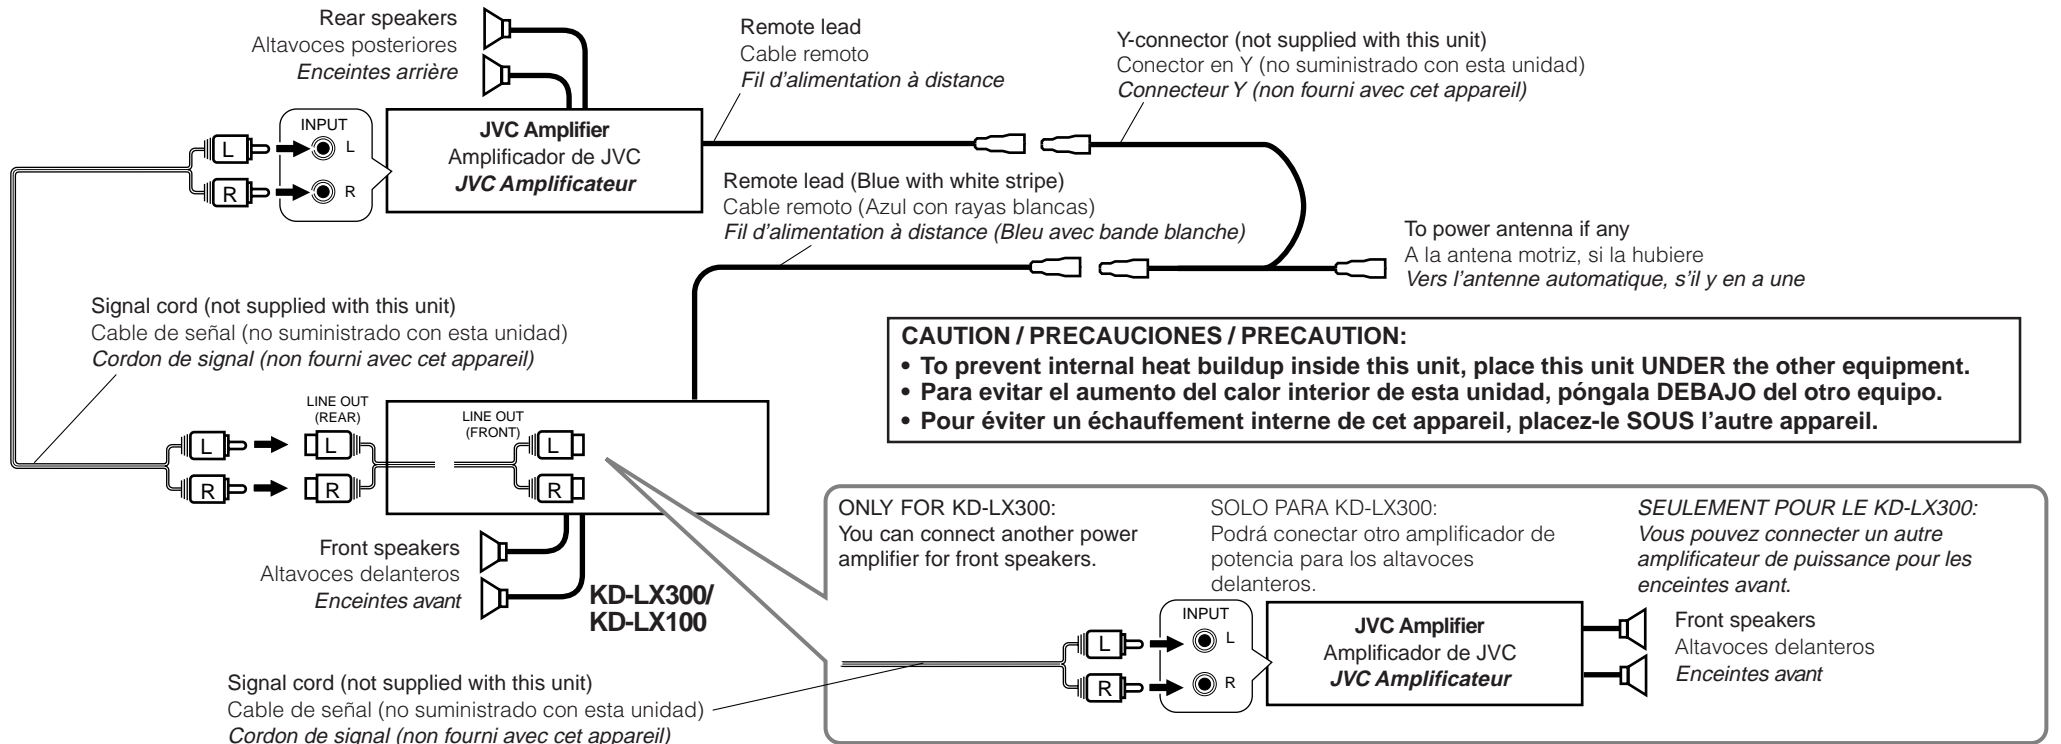 Rear speakers
Altavoces posteriores
Enceintes arrière
Remote lead
Cable remoto
Fil d'alimentation à distance
Y-connector (not supplied with this unit)
Conector en Y (no suministrado con esta unidad)
Connecteur Y (non fourni avec cet appareil)
INPUT
L
L
R
R
JVC Amplifier
Amplificador de JVC
JVC Amplificateur
Remote lead (Blue with white stripe)
Cable remoto (Azul con rayas blancas)
Fil d'alimentation à distance (Bleu avec bande blanche)
To power antenna if any
A la antena motriz, si la hubiere
Vers l'antenne automatique, s'il y en a une
Signal cord (not supplied with this unit)
Cable de señal (no suministrado con esta unidad)
Cordon de signal (non fourni avec cet appareil)
CAUTION / PRECAUCIONES / PRECAUTION:
• To prevent internal heat buildup inside this unit, place this unit UNDER the other equipment.
• Para evitar el aumento del calor interior de esta unidad, póngala DEBAJO del otro equipo.
• Pour éviter un échauffement interne de cet appareil, placez-le SOUS l'autre appareil.
LINE OUT
(REAR)
LINE OUT
(FRONT)
L
L
L
R
R
R
Front speakers
Altavoces delanteros
Enceintes avant
KD-LX300/
KD-LX100
ONLY FOR KD-LX300:
You can connect another power
amplifier for front speakers.
SOLO PARA KD-LX300:
Podrá conectar otro amplificador de
potencia para los altavoces
delanteros.
SEULEMENT POUR LE KD-LX300:
Vous pouvez connecter un autre
amplificateur de puissance pour les
enceintes avant.
INPUT
L
L
R
R
JVC Amplifier
Amplificador de JVC
JVC Amplificateur
Front speakers
Altavoces delanteros
Enceintes avant
Signal cord (not supplied with this unit)
Cable de señal (no suministrado con esta unidad)
Cordon de signal (non fourni avec cet appareil)